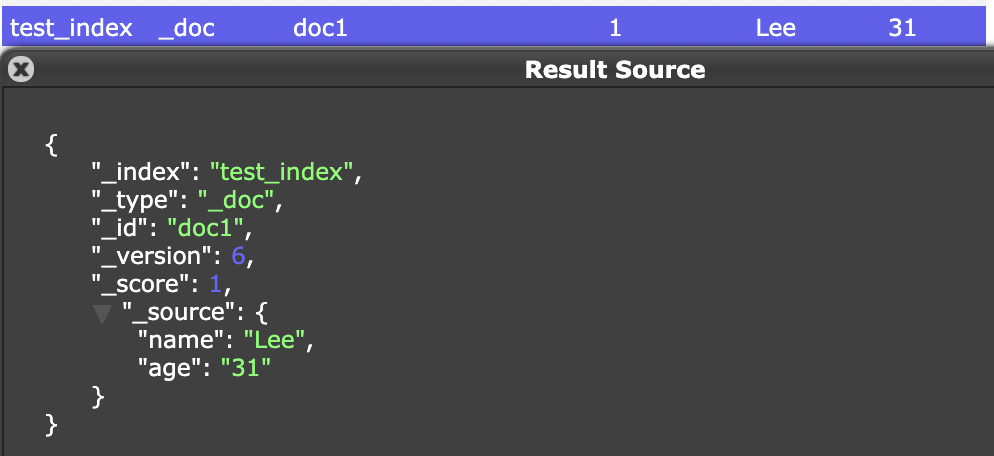 test_index _doc doc1 1 Lee 31
Result Source
{
"_index": "test_index",
"_type": "_doc",
"_id": "doc1",
"_version": 6,
"_score": 1,
▼ "_source": {
"name": "Lee",
"age": "31"
}
}